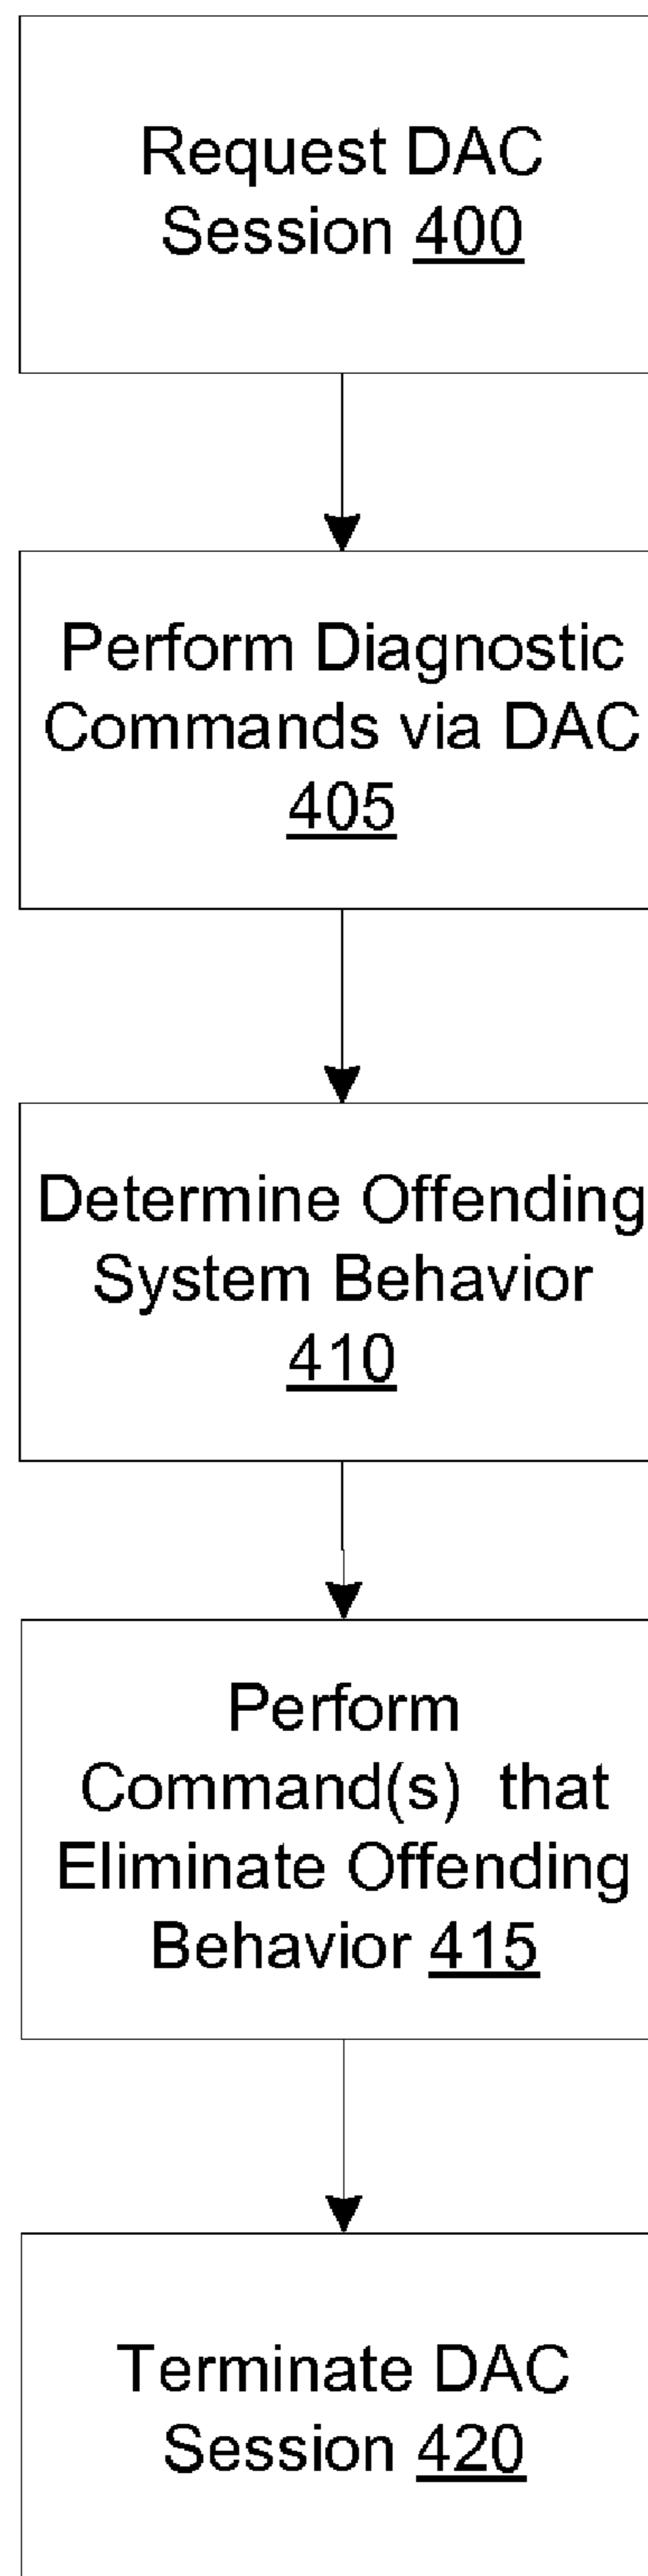 Request DAC
Session 400
Perform Diagnostic
Commands via DAC
405
Determine Offending
System Behavior
410
Perform
Command(s) that
Eliminate Offending
Behavior 415
Terminate DAC
Session 420